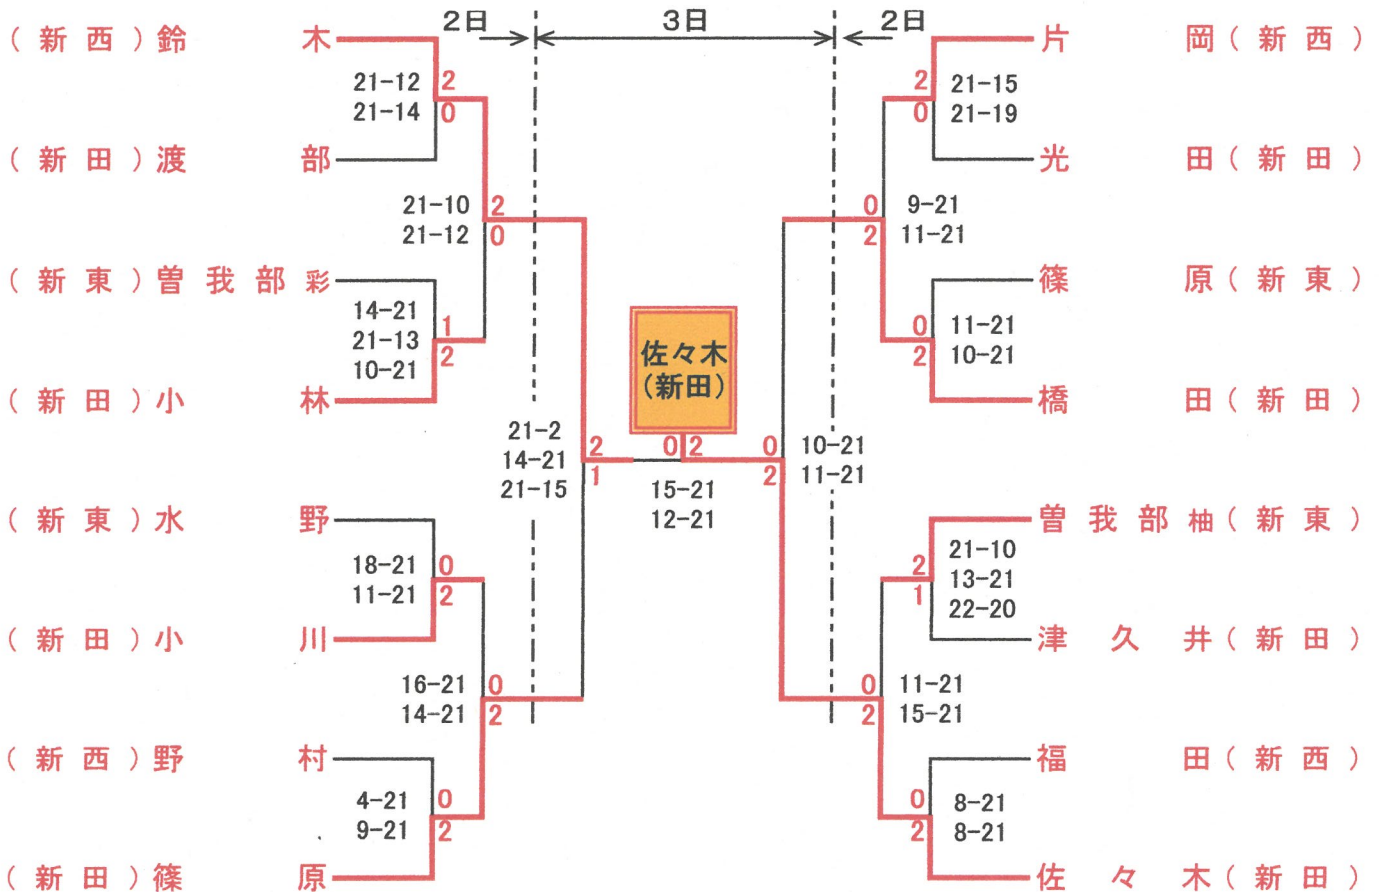 2日 3日 2日
(新西)鈴木
21-12 2
21-14 0
(新田)渡部
21-10 2
21-12 0
(新東)曽我部彩
14-21 1
21-13
10-21 2
(新田)小林
21-2 2
14-21
21-15 1
(新東)水野
18-21 0
11-21 2
(新田)小川
16-21 0
14-21 2
(新西)野村
4-21 0
9-21 2
(新田)篠原
佐々木
(新田)
0 2
15-21
12-21
片岡(新西)
2 21-15
0 21-19
光田(新田)
0 9-21
2 11-21
篠原(新東)
0 11-21
2 10-21
橋田(新田)
0 10-21
2 11-21
曽我部柚(新東)
21-10
2 13-21
1 22-20
津久井(新田)
0 11-21
2 15-21
福田(新西)
0 8-21
2 8-21
佐々木(新田)